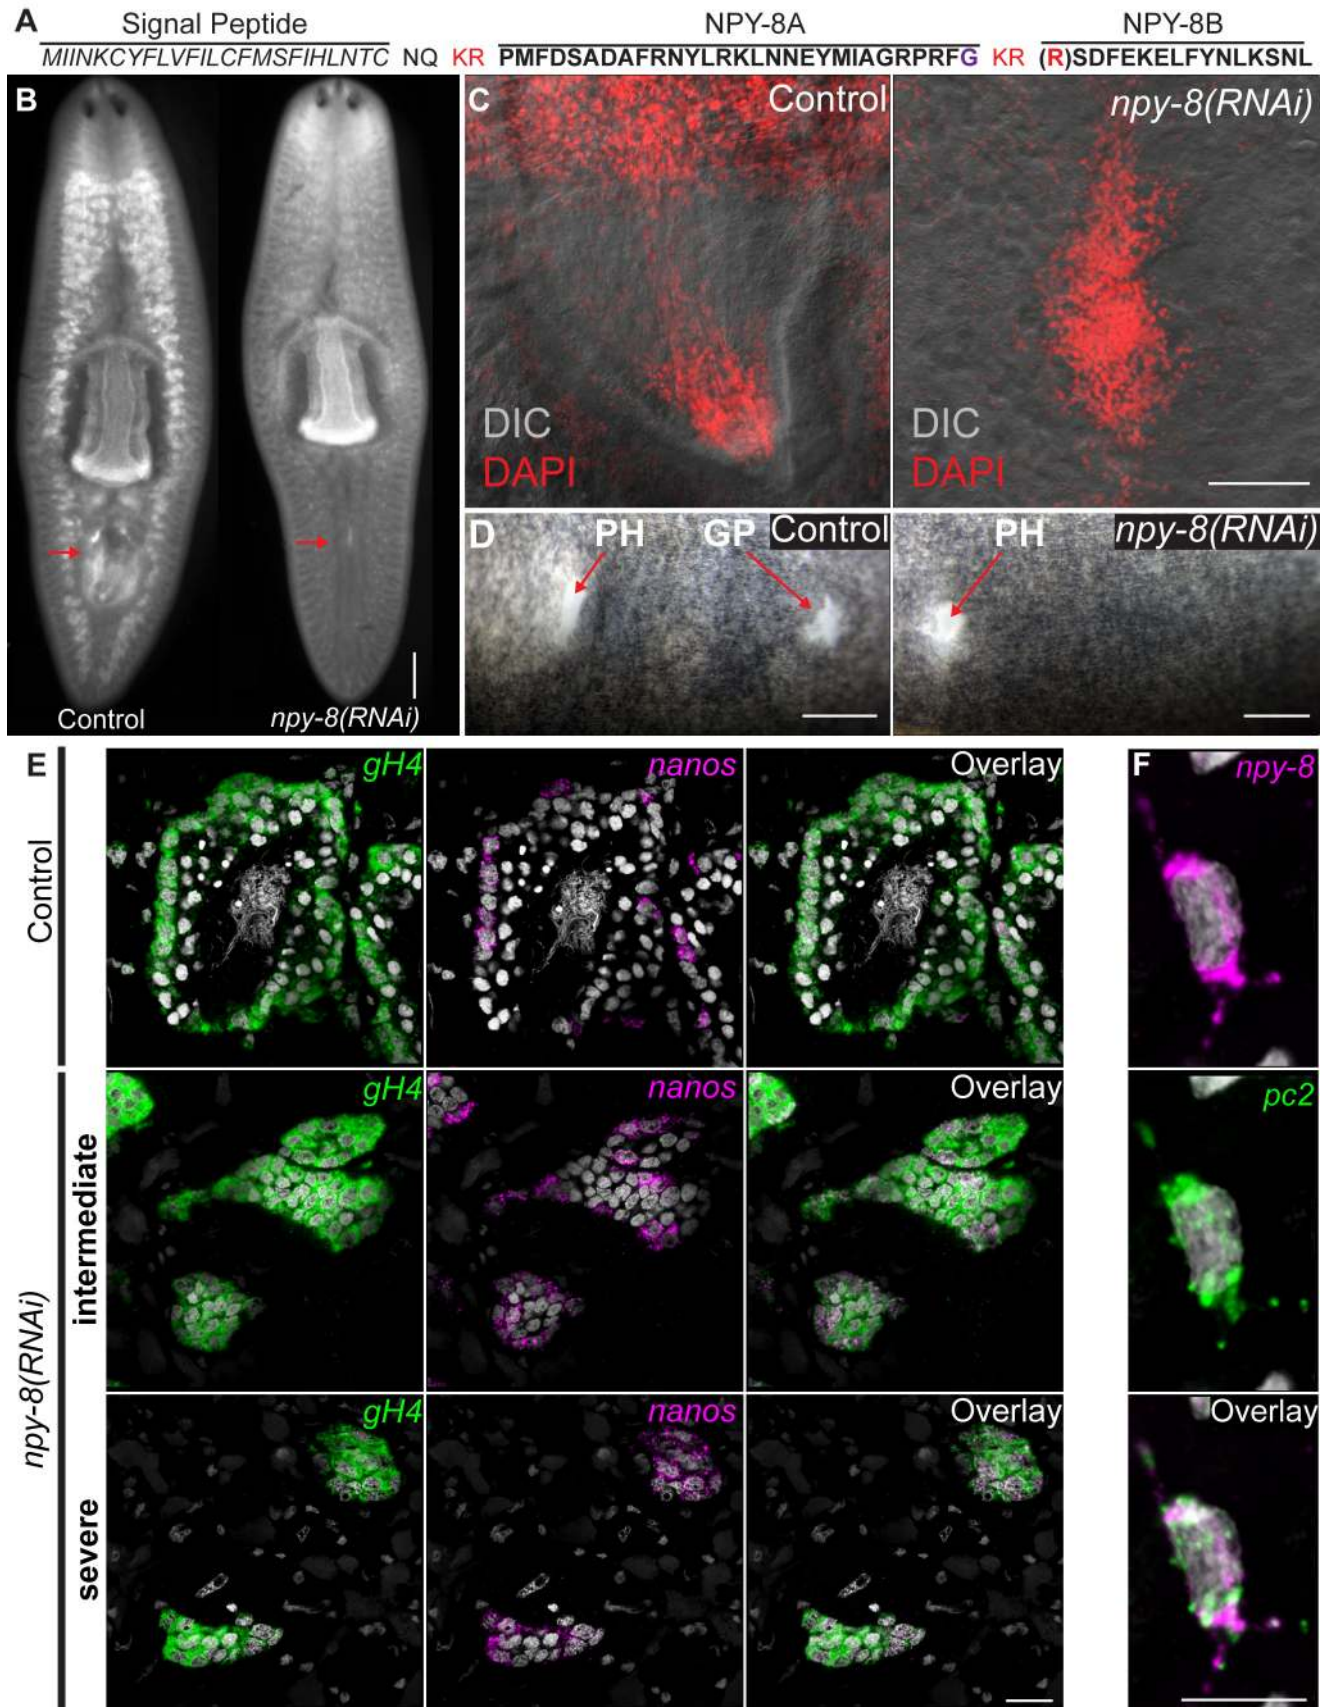 A
Signal Peptide NPY-8A NPY-8B
MIINKCYFLVFILCFMSFIHLNTC NQ KR PMFDSADAFRNYLRKLNNEYMIAGRPRFG KR (R)SDFEKELFYNLKSNL
B
Control
npy-8(RNAi)
C
Control
DIC
DAPI
npy-8(RNAi)
DIC
DAPI
D
PH
GP
Control
PH
npy-8(RNAi)
E
Control
gH4
nanos
Overlay
npy-8(RNAi)
intermediate
gH4
nanos
Overlay
severe
gH4
nanos
Overlay
F
npy-8
pc2
Overlay